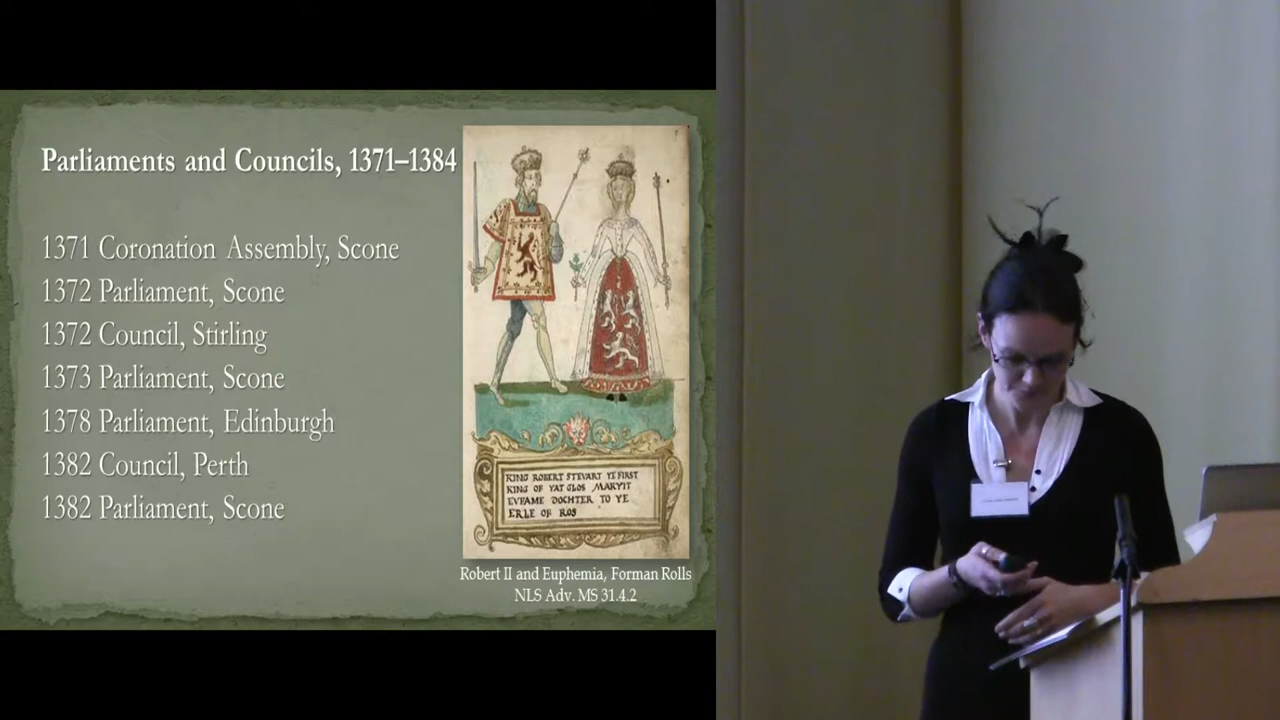 Parliaments and Councils, 1371–1384
1371 Coronation Assembly, Scone
1372 Parliament, Scone
1372 Council, Stirling
1373 Parliament, Scone
1378 Parliament, Edinburgh
1382 Council, Perth
1382 Parliament, Scone
KING ROBERT STEVART YE FIRST
KING OF YAT GLOS MARYIT
EVFAME DOCHTER TO YE
ERLE OF ROS
Robert II and Euphemia, Forman Rolls
NLS Adv. MS 31.4.2